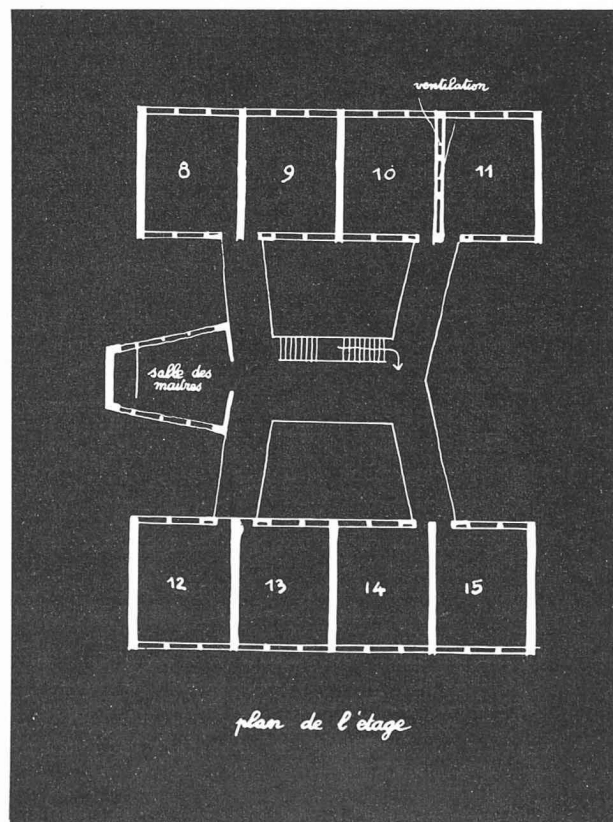 ventilation
8 9 10 11
salle des
maitres
12 13 14 15
plan de l'étage